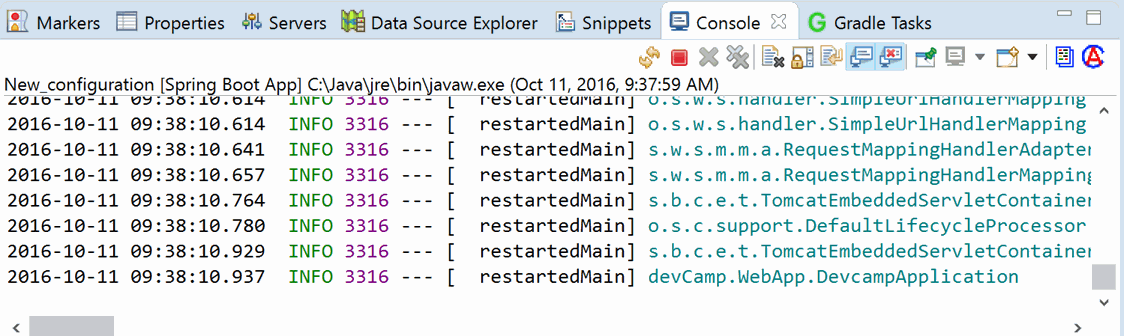 Markers Properties Servers Data Source Explorer Snippets Console Gradle Tasks
New_configuration [Spring Boot App] C:\Java\jre\bin\javaw.exe (Oct 11, 2016, 9:37:59 AM)
2016-10-11 09:38:10.614  INFO 3316 --- [  restartedMain] o.s.w.s.handler.SimpleUrlHandlerMapping
2016-10-11 09:38:10.614  INFO 3316 --- [  restartedMain] o.s.w.s.handler.SimpleUrlHandlerMapping
2016-10-11 09:38:10.641  INFO 3316 --- [  restartedMain] s.w.s.m.m.a.RequestMappingHandlerAdapter
2016-10-11 09:38:10.657  INFO 3316 --- [  restartedMain] s.w.s.m.m.a.RequestMappingHandlerMapping
2016-10-11 09:38:10.764  INFO 3316 --- [  restartedMain] s.b.c.e.t.TomcatEmbeddedServletContainer
2016-10-11 09:38:10.780  INFO 3316 --- [  restartedMain] o.s.c.support.DefaultLifecycleProcessor
2016-10-11 09:38:10.929  INFO 3316 --- [  restartedMain] s.b.c.e.t.TomcatEmbeddedServletContainer
2016-10-11 09:38:10.937  INFO 3316 --- [  restartedMain] devCamp.WebApp.DevcampApplication